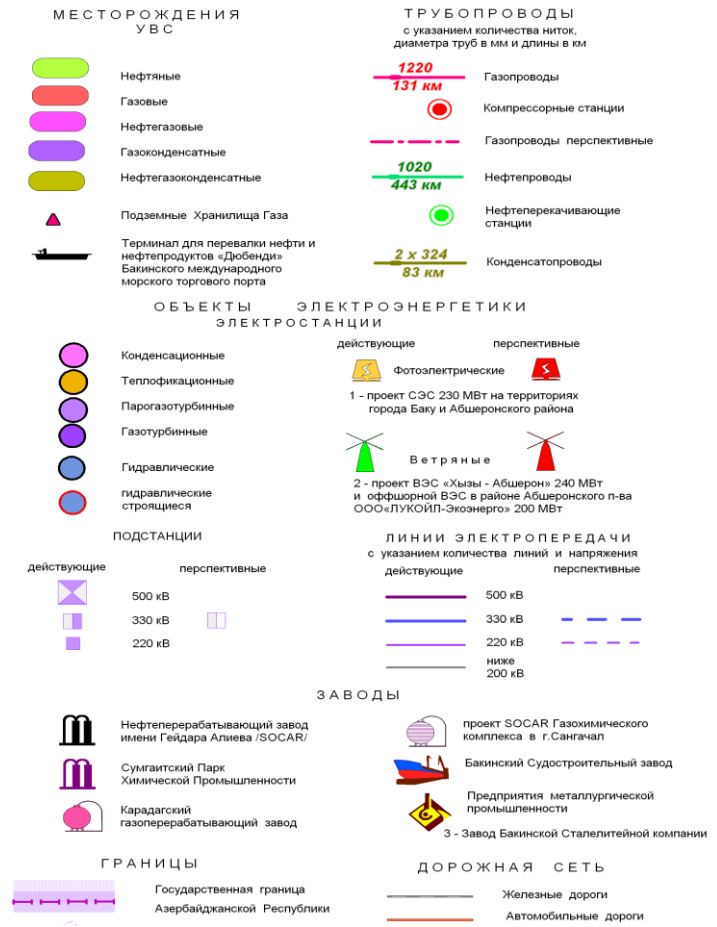 МЕСТОРОЖДЕНИЯ
УВС
Нефтяные
Газовые
Нефтегазовые
Газоконденсатные
Нефтегазоконденсатные
Подземные Хранилища Газа
Терминал для перевалки нефти и
нефтепродуктов «Дюбенди»
Бакинского международного
морского торгового порта
ТРУБОПРОВОДЫ
с указанием количества ниток,
диаметра труб в мм и длины в км
1220
131 км
Газопроводы
Компрессорные станции
Газопроводы перспективные
1020
443 км
Нефтепроводы
Нефтеперекачивающие
станции
2 x 324
83 км
Конденсатопроводы
ОБЪЕКТЫ ЭЛЕКТРОЭНЕРГЕТИКИ
ЭЛЕКТРОСТАНЦИИ
Конденсационные
Теплофикационные
Парогазотурбинные
Газотурбинные
Гидравлические
гидравлические
строящиеся
действующие перспективные
Фотоэлектрические
1 - проект СЭС 230 МВт на территориях
города Баку и Абшеронского района
Ветряные
2 - проект ВЭС «Хызы - Абшерон» 240 МВт
и оффшорной ВЭС в районе Абшеронского п-ва
ООО«ЛУКОЙЛ-Экоэнерго» 200 МВт
ПОДСТАНЦИИ
действующие перспективные
500 кВ
330 кВ
220 кВ
ЛИНИИ ЭЛЕКТРОПЕРЕДАЧИ
с указанием количества линий и напряжения
действующие перспективные
500 кВ
330 кВ
220 кВ
ниже
200 кВ
ЗАВОДЫ
Нефтеперерабатывающий завод
имени Гейдара Алиева /SOCAR/
Сумгаитский Парк
Химической Промышленности
Карадагский
газоперерабатывающий завод
проект SOCAR Газохимического
комплекса в г.Сангачал
Бакинский Судостроительный завод
Предприятия металлургической
промышленности
3 - Завод Бакинской Сталелитейной компании
ГРАНИЦЫ
Государственная граница
Азербайджанской Республики
ДОРОЖНАЯ СЕТЬ
Железные дороги
Автомобильные дороги